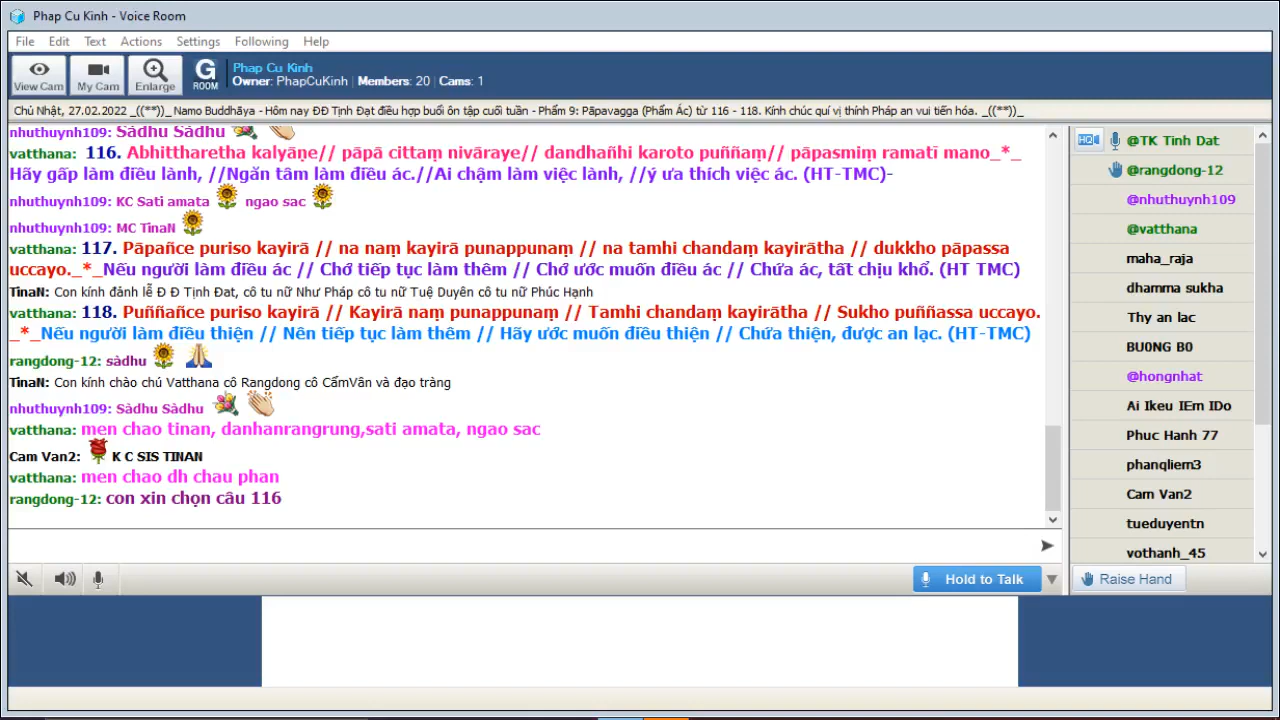 Phap Cu Kinh - Voice Room
File Edit Text Actions Settings Following Help
View Cam My Cam Enlarge G ROOM
Phap Cu Kinh
Owner: PhapCuKinh | Members: 20 | Cams: 1
Chủ Nhật, 27.02.2022 _((**))_ Namo Buddhāya - Hôm nay ĐĐ Tịnh Đạt điều hợp buổi ôn tập cuối tuần - Phẩm 9: Pāpavagga (Phẩm Ác) từ 116 - 118. Kính chúc quí vị thính Pháp an vui tiến hóa. _((**))_
nhuthuynh109: Sàdhu Sàdhu
vatthana: 116. Abhittharetha kalyāṇe// pāpā cittaṃ nivāraye// dandhañhi karoto puññaṃ// pāpasmiṃ ramatī mano_*_
Hãy gấp làm điều lành, //Ngăn tâm làm điều ác.//Ai chậm làm việc lành, //ý ưa thích việc ác. (HT-TMC)-
nhuthuynh109: KC Sati amata ngao sac
nhuthuynh109: MC TinaN
vatthana: 117. Pāpañce puriso kayirā // na naṃ kayirā punappunaṃ // na tamhi chandaṃ kayirātha // dukkho pāpassa
uccayo._*_Nếu người làm điều ác // Chớ tiếp tục làm thêm // Chớ ước muốn điều ác // Chứa ác, tất chịu khổ. (HT TMC)
TinaN: Con kính đảnh lễ Đ Đ Tịnh Đat, cô tu nữ Như Pháp cô tu nữ Tuệ Duyên cô tu nữ Phúc Hạnh
vatthana: 118. Puññañce puriso kayirā // Kayirā naṃ punappunaṃ // Tamhi chandaṃ kayirātha // Sukho puññassa uccayo.
_*_Nếu người làm điều thiện // Nên tiếp tục làm thêm // Hãy ước muốn điều thiện // Chứa thiện, được an lạc. (HT-TMC)
rangdong-12: sàdhu
TinaN: Con kính chào chú Vatthana cô Rangdong cô CẩmVân và đạo tràng
nhuthuynh109: Sàdhu Sàdhu
vatthana: men chao tinan, danhanrangrung,sati amata, ngao sac
Cam Van2: K C SIS TINAN
vatthana: men chao dh chau phan
rangdong-12: con xin chọn câu 116
Hold to Talk
HQ
@TK Tinh Dat
@rangdong-12
@nhuthuynh109
@vatthana
maha_raja
dhamma sukha
Thy an lac
BU0NG B0
@hongnhat
Ai Ikeu IEm IDo
Phuc Hanh 77
phanqliem3
Cam Van2
tueduyentn
vothanh_45
Raise Hand